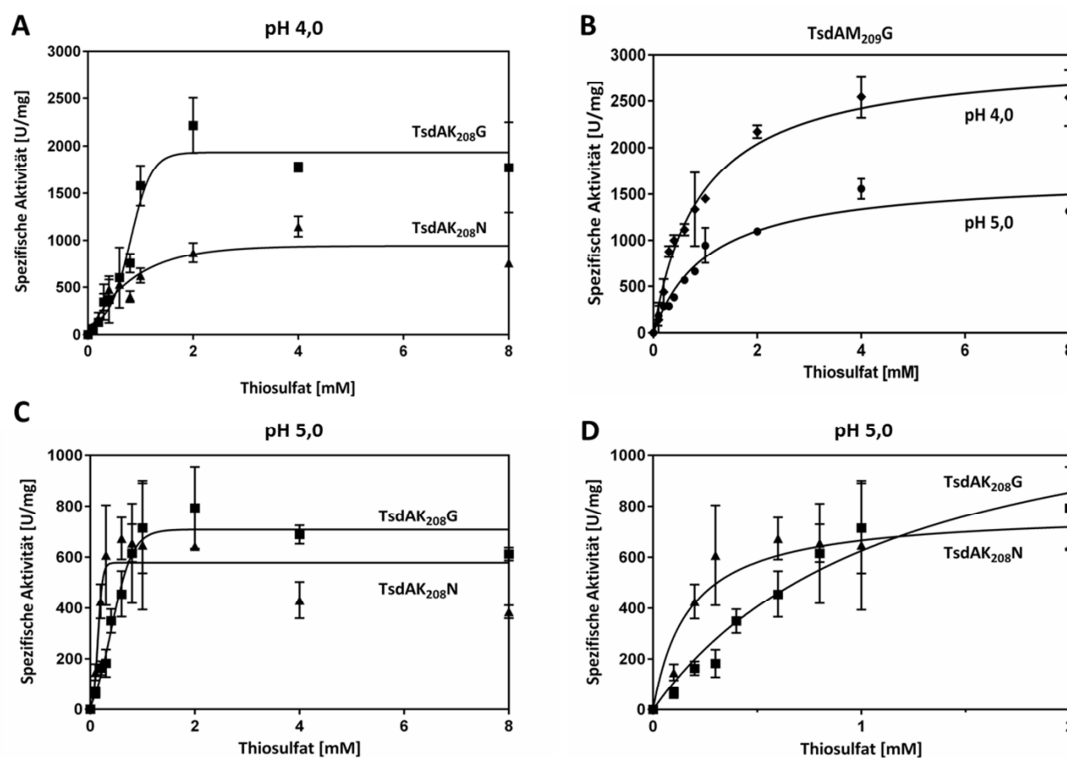 A
pH 4,0
Spezifische Aktivität [U/mg]
3000
2500
2000
1500
1000
500
0
TsdAK208G
TsdAK208N
0 2 4 6 8
Thiosulfat [mM]
B
TsdAM209G
Spezifische Aktivität [U/mg]
3000
2500
2000
1500
1000
500
0
pH 4,0
pH 5,0
0 2 4 6 8
Thiosulfat [mM]
C
pH 5,0
Spezifische Aktivität [U/mg]
1000
800
600
400
200
0
TsdAK208G
TsdAK208N
0 2 4 6 8
Thiosulfat [mM]
D
pH 5,0
Spezifische Aktivität [U/mg]
1000
800
600
400
200
0
TsdAK208G
TsdAK208N
0 1
Thiosulfat [mM]